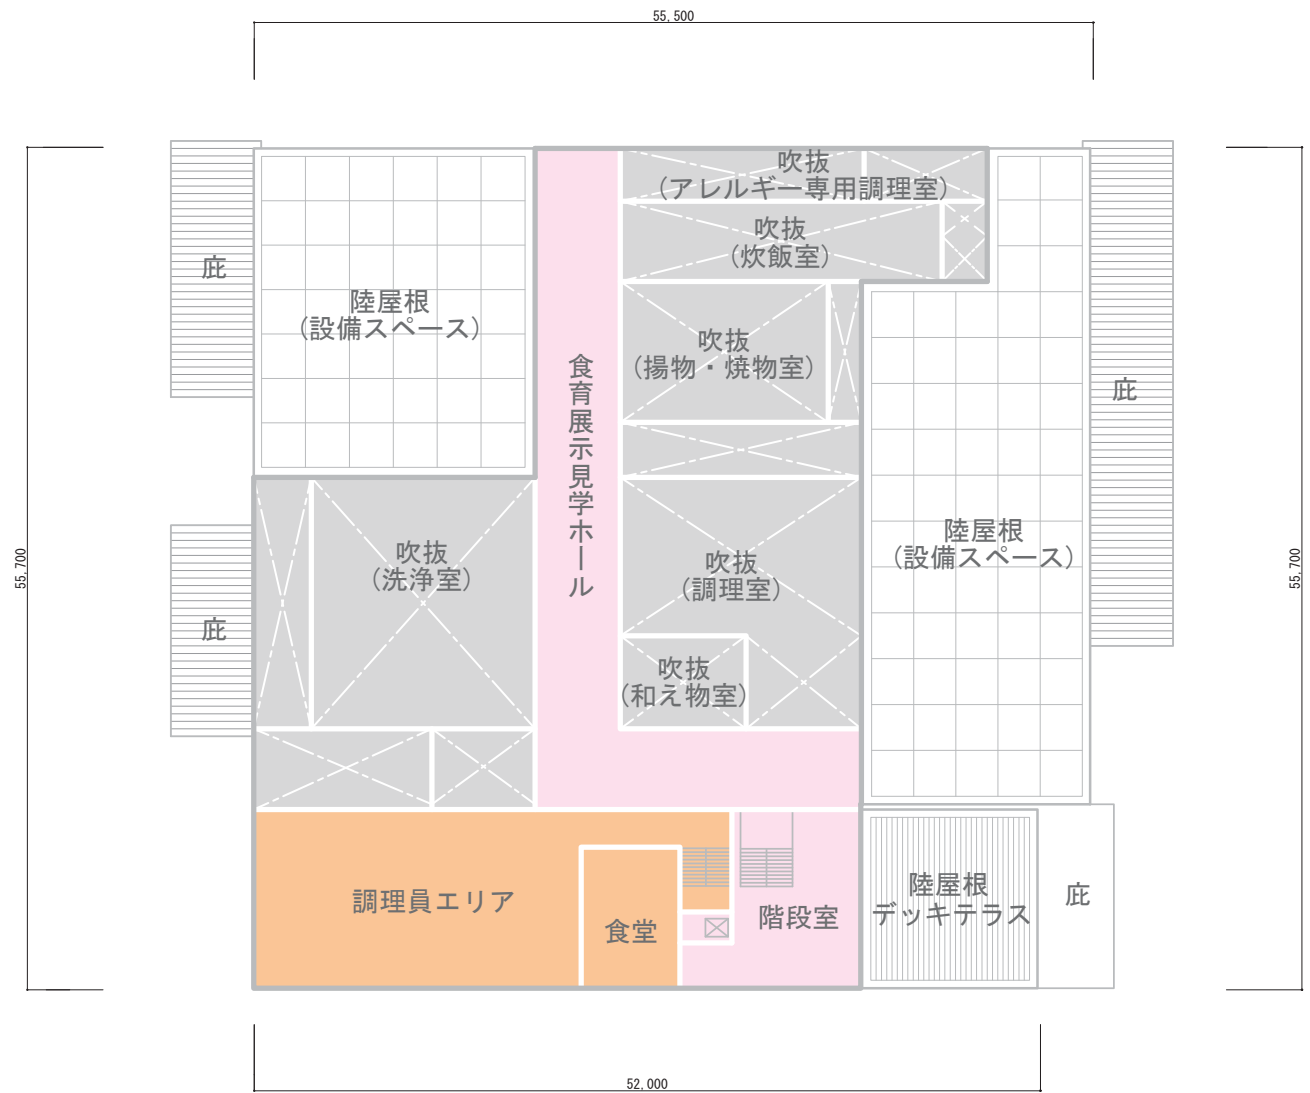 55,500
吹抜
(アレルギー専用調理室)
吹抜
(炊飯室)
庇
陸屋根
(設備スペース)
吹抜
(揚物・焼物室)
食育展示見学ホール
庇
陸屋根
(設備スペース)
吹抜
(洗浄室)
吹抜
(調理室)
55,700
55,700
庇
吹抜
(和え物室)
調理員エリア
食堂
階段室
陸屋根
デッキテラス
庇
52,000